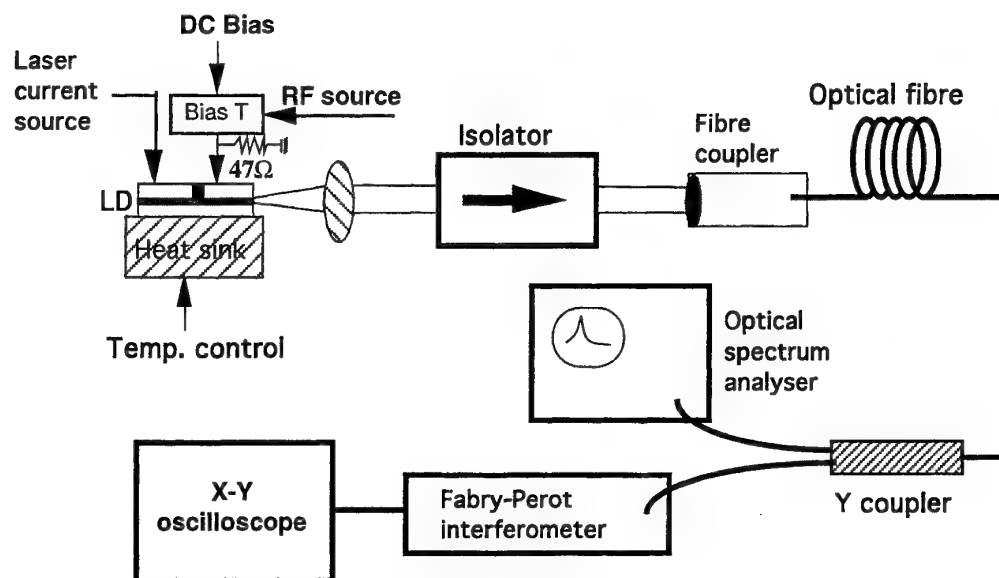 DC Bias
Laser
current
source
Bias T
RF source
47Ω
LD
Heat sink
Temp. control
Isolator
Fibre
coupler
Optical fibre
Optical
spectrum
analyser
Y coupler
Fabry-Perot
interferometer
X-Y
oscilloscope